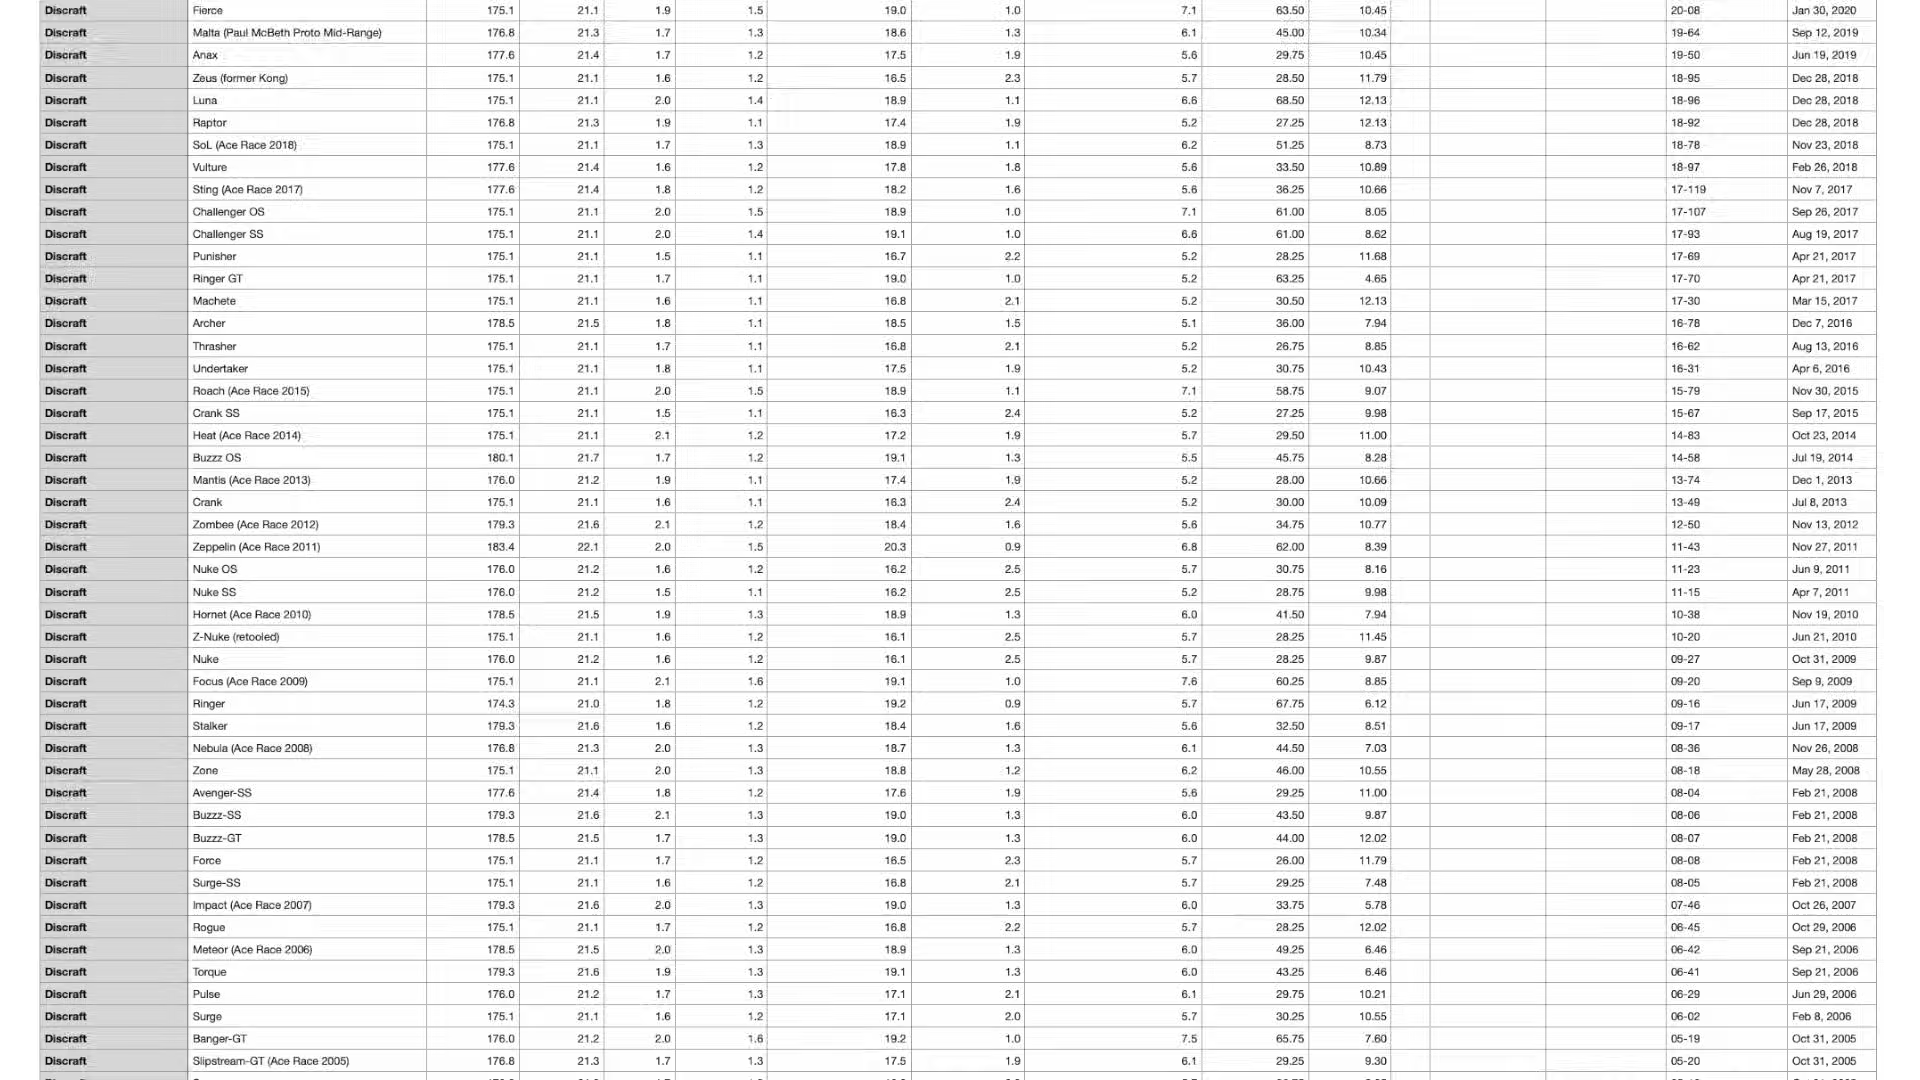 Discraft Fierce 175.1 21.1 1.9 1.5 19.0 1.0 7.1 63.50 10.45 20-08 Jan 30, 2020
Discraft Malta (Paul McBeth Proto Mid-Range) 176.8 21.3 1.7 1.3 18.6 1.3 6.1 45.00 10.34 19-64 Sep 12, 2019
Discraft Anax 177.6 21.4 1.7 1.2 17.5 1.9 5.6 29.75 10.45 19-50 Jun 19, 2019
Discraft Zeus (former Kong) 175.1 21.1 1.6 1.2 16.5 2.3 5.7 28.50 11.79 18-95 Dec 28, 2018
Discraft Luna 175.1 21.1 2.0 1.4 18.9 1.1 6.6 68.50 12.13 18-96 Dec 28, 2018
Discraft Raptor 176.8 21.3 1.9 1.1 17.4 1.9 5.2 27.25 12.13 18-92 Dec 28, 2018
Discraft SoL (Ace Race 2018) 175.1 21.1 1.7 1.3 18.9 1.1 6.2 51.25 8.73 18-78 Nov 23, 2018
Discraft Vulture 177.6 21.4 1.6 1.2 17.8 1.8 5.6 33.50 10.89 18-97 Feb 26, 2018
Discraft Sting (Ace Race 2017) 177.6 21.4 1.8 1.2 18.2 1.6 5.6 36.25 10.66 17-119 Nov 7, 2017
Discraft Challenger OS 175.1 21.1 2.0 1.5 18.9 1.0 7.1 61.00 8.05 17-107 Sep 26, 2017
Discraft Challenger SS 175.1 21.1 2.0 1.4 19.1 1.0 6.6 61.00 8.62 17-93 Aug 19, 2017
Discraft Punisher 175.1 21.1 1.5 1.1 16.7 2.2 5.2 28.25 11.68 17-69 Apr 21, 2017
Discraft Ringer GT 175.1 21.1 1.7 1.1 19.0 1.0 5.2 63.25 4.65 17-70 Apr 21, 2017
Discraft Machete 175.1 21.1 1.6 1.1 16.8 2.1 5.2 30.50 12.13 17-30 Mar 15, 2017
Discraft Archer 178.5 21.5 1.8 1.1 18.5 1.5 5.1 36.00 7.94 16-78 Dec 7, 2016
Discraft Thrasher 175.1 21.1 1.7 1.1 16.8 2.1 5.2 26.75 8.85 16-62 Aug 13, 2016
Discraft Undertaker 175.1 21.1 1.8 1.1 17.5 1.9 5.2 30.75 10.43 16-31 Apr 6, 2016
Discraft Roach (Ace Race 2015) 175.1 21.1 2.0 1.5 18.9 1.1 7.1 58.75 9.07 15-79 Nov 30, 2015
Discraft Crank SS 175.1 21.1 1.5 1.1 16.3 2.4 5.2 27.25 9.98 15-67 Sep 17, 2015
Discraft Heat (Ace Race 2014) 175.1 21.1 2.1 1.2 17.2 1.9 5.7 29.50 11.00 14-83 Oct 23, 2014
Discraft Buzzz OS 180.1 21.7 1.7 1.2 19.1 1.3 5.5 45.75 8.28 14-58 Jul 19, 2014
Discraft Mantis (Ace Race 2013) 176.0 21.2 1.9 1.1 17.4 1.9 5.2 28.00 10.66 13-74 Dec 1, 2013
Discraft Crank 175.1 21.1 1.6 1.1 16.3 2.4 5.2 30.00 10.09 13-49 Jul 8, 2013
Discraft Zombee (Ace Race 2012) 179.3 21.6 2.1 1.2 18.4 1.6 5.6 34.75 10.77 12-50 Nov 13, 2012
Discraft Zeppelin (Ace Race 2011) 183.4 22.1 2.0 1.5 20.3 0.9 6.8 62.00 8.39 11-43 Nov 27, 2011
Discraft Nuke OS 176.0 21.2 1.6 1.2 16.2 2.5 5.7 30.75 8.16 11-23 Jun 9, 2011
Discraft Nuke SS 176.0 21.2 1.5 1.1 16.2 2.5 5.2 28.75 9.98 11-15 Apr 7, 2011
Discraft Hornet (Ace Race 2010) 178.5 21.5 1.9 1.3 18.9 1.3 6.0 41.50 7.94 10-38 Nov 19, 2010
Discraft Z-Nuke (retooled) 175.1 21.1 1.6 1.2 16.1 2.5 5.7 28.25 11.45 10-20 Jun 21, 2010
Discraft Nuke 176.0 21.2 1.6 1.2 16.1 2.5 5.7 28.25 9.87 09-27 Oct 31, 2009
Discraft Focus (Ace Race 2009) 175.1 21.1 2.1 1.6 19.1 1.0 7.6 60.25 8.85 09-20 Sep 9, 2009
Discraft Ringer 174.3 21.0 1.8 1.2 19.2 0.9 5.7 67.75 6.12 09-16 Jun 17, 2009
Discraft Stalker 179.3 21.6 1.6 1.2 18.4 1.6 5.6 32.50 8.51 09-17 Jun 17, 2009
Discraft Nebula (Ace Race 2008) 176.8 21.3 2.0 1.3 18.7 1.3 6.1 44.50 7.03 08-36 Nov 26, 2008
Discraft Zone 175.1 21.1 2.0 1.3 18.8 1.2 6.2 46.00 10.55 08-18 May 28, 2008
Discraft Avenger-SS 177.6 21.4 1.8 1.2 17.6 1.9 5.6 29.25 11.00 08-04 Feb 21, 2008
Discraft Buzzz-SS 179.3 21.6 2.1 1.3 19.0 1.3 6.0 43.50 9.87 08-06 Feb 21, 2008
Discraft Buzzz-GT 178.5 21.5 1.7 1.3 19.0 1.3 6.0 44.00 12.02 08-07 Feb 21, 2008
Discraft Force 175.1 21.1 1.7 1.2 16.5 2.3 5.7 26.00 11.79 08-08 Feb 21, 2008
Discraft Surge-SS 175.1 21.1 1.6 1.2 16.8 2.1 5.7 29.25 7.48 08-05 Feb 21, 2008
Discraft Impact (Ace Race 2007) 179.3 21.6 2.0 1.3 19.0 1.3 6.0 33.75 5.78 07-46 Oct 26, 2007
Discraft Rogue 175.1 21.1 1.7 1.2 16.8 2.2 5.7 28.25 12.02 06-45 Oct 29, 2006
Discraft Meteor (Ace Race 2006) 178.5 21.5 2.0 1.3 18.9 1.3 6.0 49.25 6.46 06-42 Sep 21, 2006
Discraft Torque 179.3 21.6 1.9 1.3 19.1 1.3 6.0 43.25 6.46 06-41 Sep 21, 2006
Discraft Pulse 176.0 21.2 1.7 1.3 17.1 2.1 6.1 29.75 10.21 06-29 Jun 29, 2006
Discraft Surge 175.1 21.1 1.6 1.2 17.1 2.0 5.7 30.25 10.55 06-02 Feb 8, 2006
Discraft Banger-GT 176.0 21.2 2.0 1.6 19.2 1.0 7.5 65.75 7.60 05-19 Oct 31, 2005
Discraft Slipstream-GT (Ace Race 2005) 176.8 21.3 1.7 1.3 17.5 1.9 6.1 29.25 9.30 05-20 Oct 31, 2005